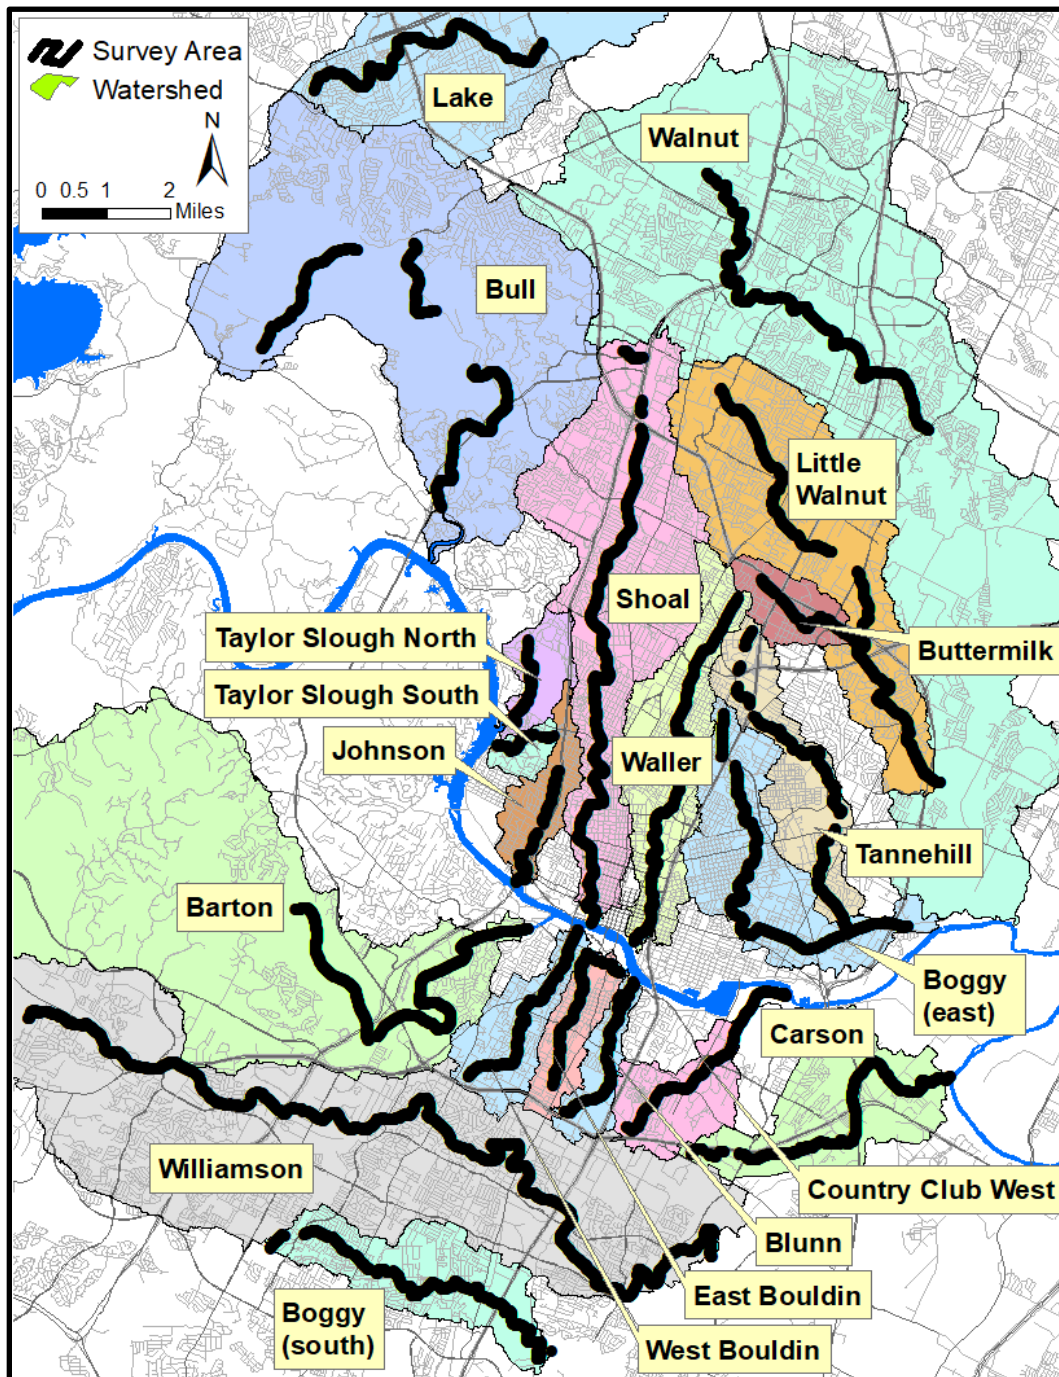 Survey Area
Watershed
N
0 0.5 1 2
Miles
Lake
Walnut
Bull
Little
Walnut
Shoal
Taylor Slough North
Buttermilk
Taylor Slough South
Johnson
Waller
Tannehill
Barton
Boggy
(east)
Carson
Williamson
Country Club West
Blunn
East Bouldin
Boggy
(south)
West Bouldin